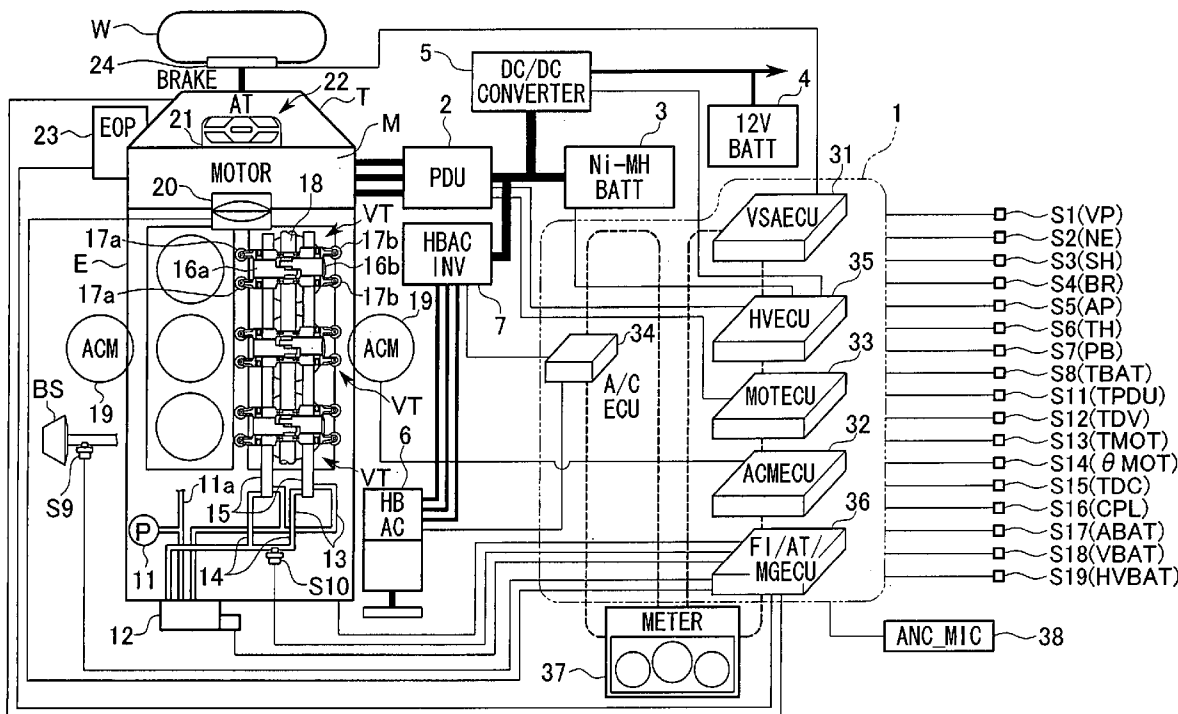 W
24
BRAKE
AT
22
T
21
23
EOP
M
MOTOR
20
18
VT
17a
17b
E
16a
16b
17a
17b
19
ACM
ACM
19
VT
BS
S9
VT
11a
15
P
11
14
13
S10
12
5
DC/DC
CONVERTER
2
PDU
3
Ni-MH
BATT
4
12V
BATT
HBAC
INV
7
6
HB
AC
1
31
VSAECU
35
HVECU
34
A/C
ECU
33
MOTECU
32
ACMECU
36
FI/AT/
MGECU
METER
37
ANC_MIC
38
S1(VP)
S2(NE)
S3(SH)
S4(BR)
S5(AP)
S6(TH)
S7(PB)
S8(TBAT)
S11(TPDU)
S12(TDV)
S13(TMOT)
S14(θMOT)
S15(TDC)
S16(CPL)
S17(ABAT)
S18(VBAT)
S19(HVBAT)